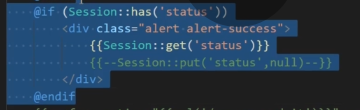 @if (Session::has('status'))
<div class="alert alert-success">
{{Session::get('status')}}
{{--Session::put('status',null)--}}
</div>
@endif